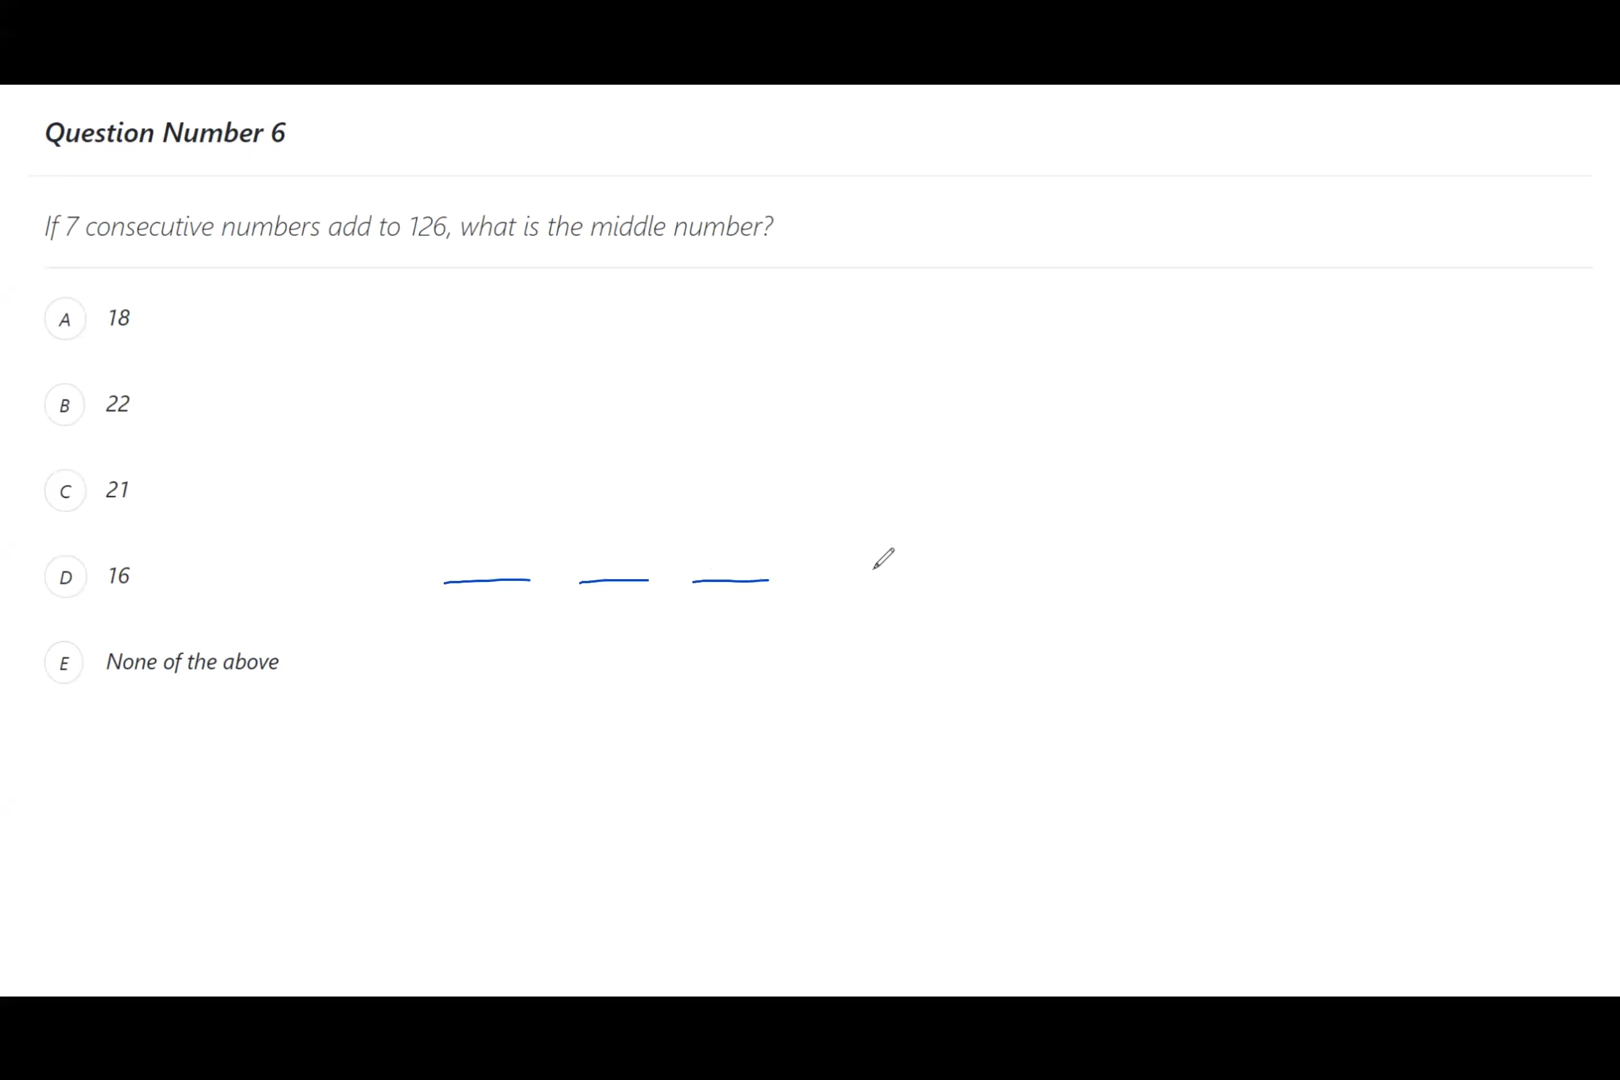 Question Number 6
If 7 consecutive numbers add to 126, what is the middle number?
A 18
B 22
C 21
D 16
E None of the above